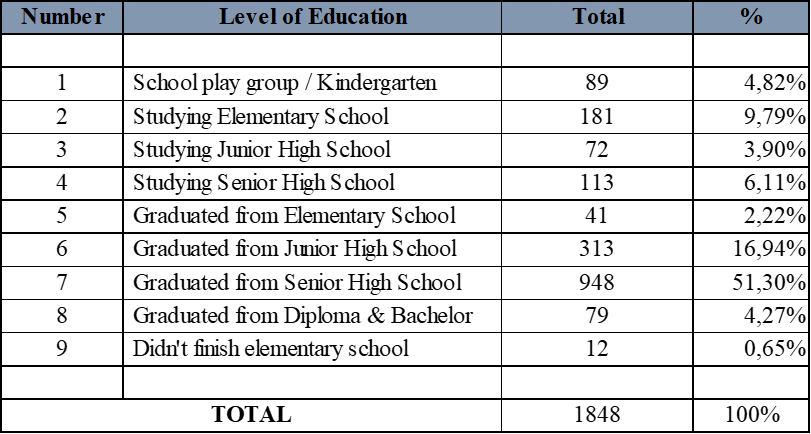 Number Level of Education Total %
1 School play group / Kindergarten 89 4,82%
2 Studying Elementary School 181 9,79%
3 Studying Junior High School 72 3,90%
4 Studying Senior High School 113 6,11%
5 Graduated from Elementary School 41 2,22%
6 Graduated from Junior High School 313 16,94%
7 Graduated from Senior High School 948 51,30%
8 Graduated from Diploma & Bachelor 79 4,27%
9 Didn't finish elementary school 12 0,65%
TOTAL 1848 100%